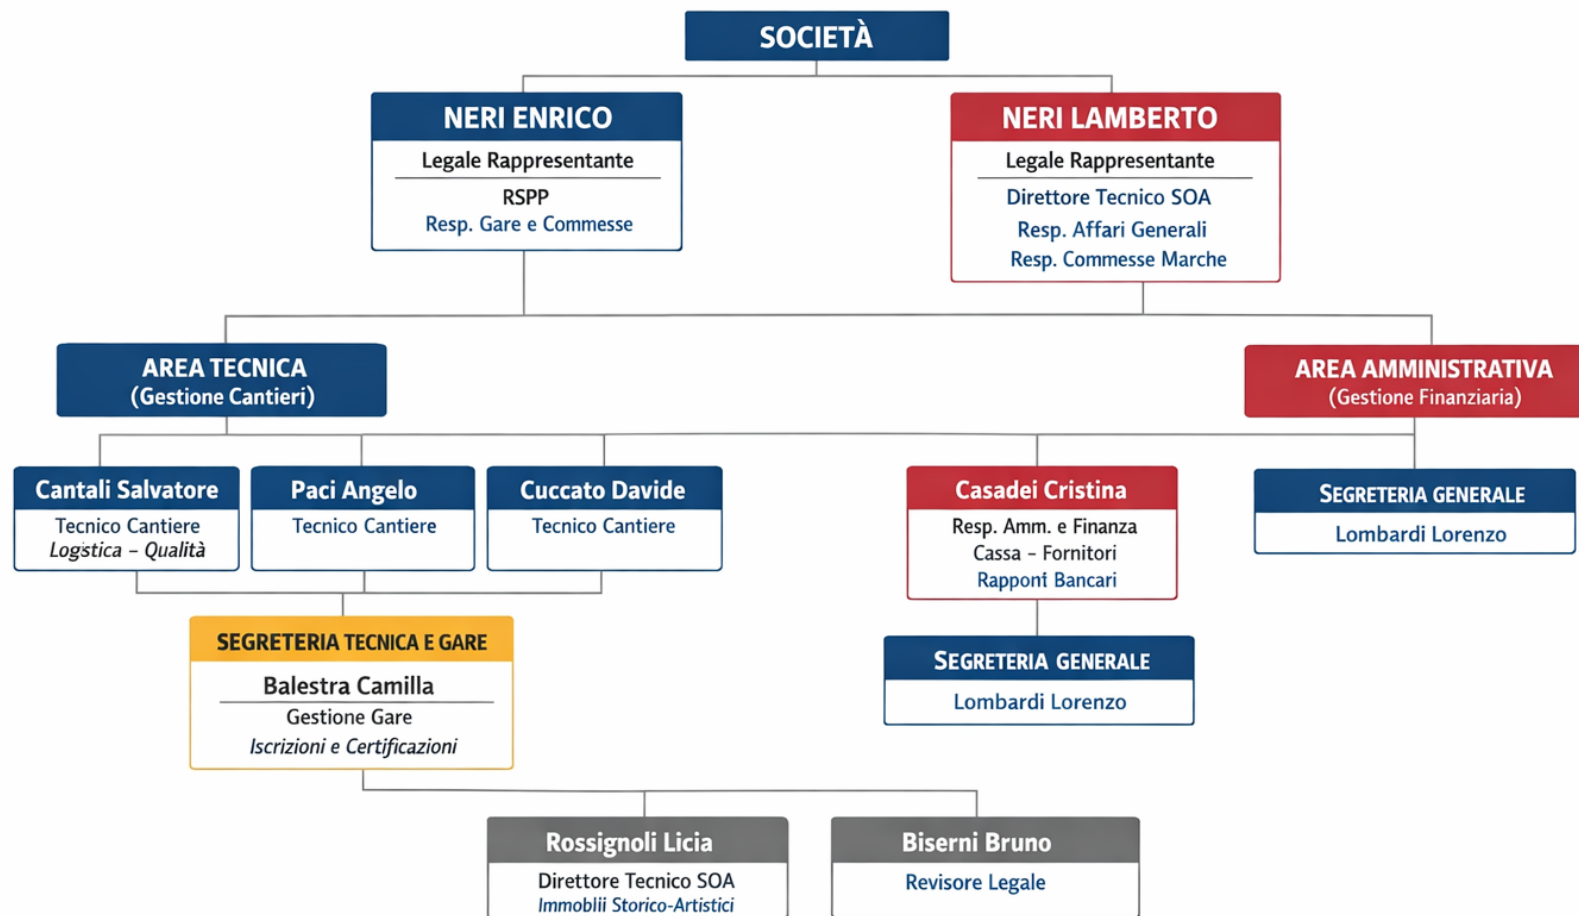 SOCIETÀ
NERI ENRICO
Legale Rappresentante
RSPP
Resp. Gare e Commesse
NERI LAMBERTO
Legale Rappresentante
Direttore Tecnico SOA
Resp. Affari Generali
Resp. Commesse Marche
AREA TECNICA
(Gestione Cantieri)
AREA AMMINISTRATIVA
(Gestione Finanziaria)
Cantali Salvatore
Tecnico Cantiere
Logistica – Qualità
Paci Angelo
Tecnico Cantiere
Cuccato Davide
Tecnico Cantiere
Casadei Cristina
Resp. Amm. e Finanza
Cassa – Fornitori
Rapponti Bancari
SEGRETERIA GENERALE
Lombardi Lorenzo
SEGRETERIA TECNICA E GARE
Balestra Camilla
Gestione Gare
Iscrizioni e Certificazioni
SEGRETERIA GENERALE
Lombardi Lorenzo
Rossignoli Licia
Direttore Tecnico SOA
Immoblii Storico-Artistici
Biserni Bruno
Revisore Legale